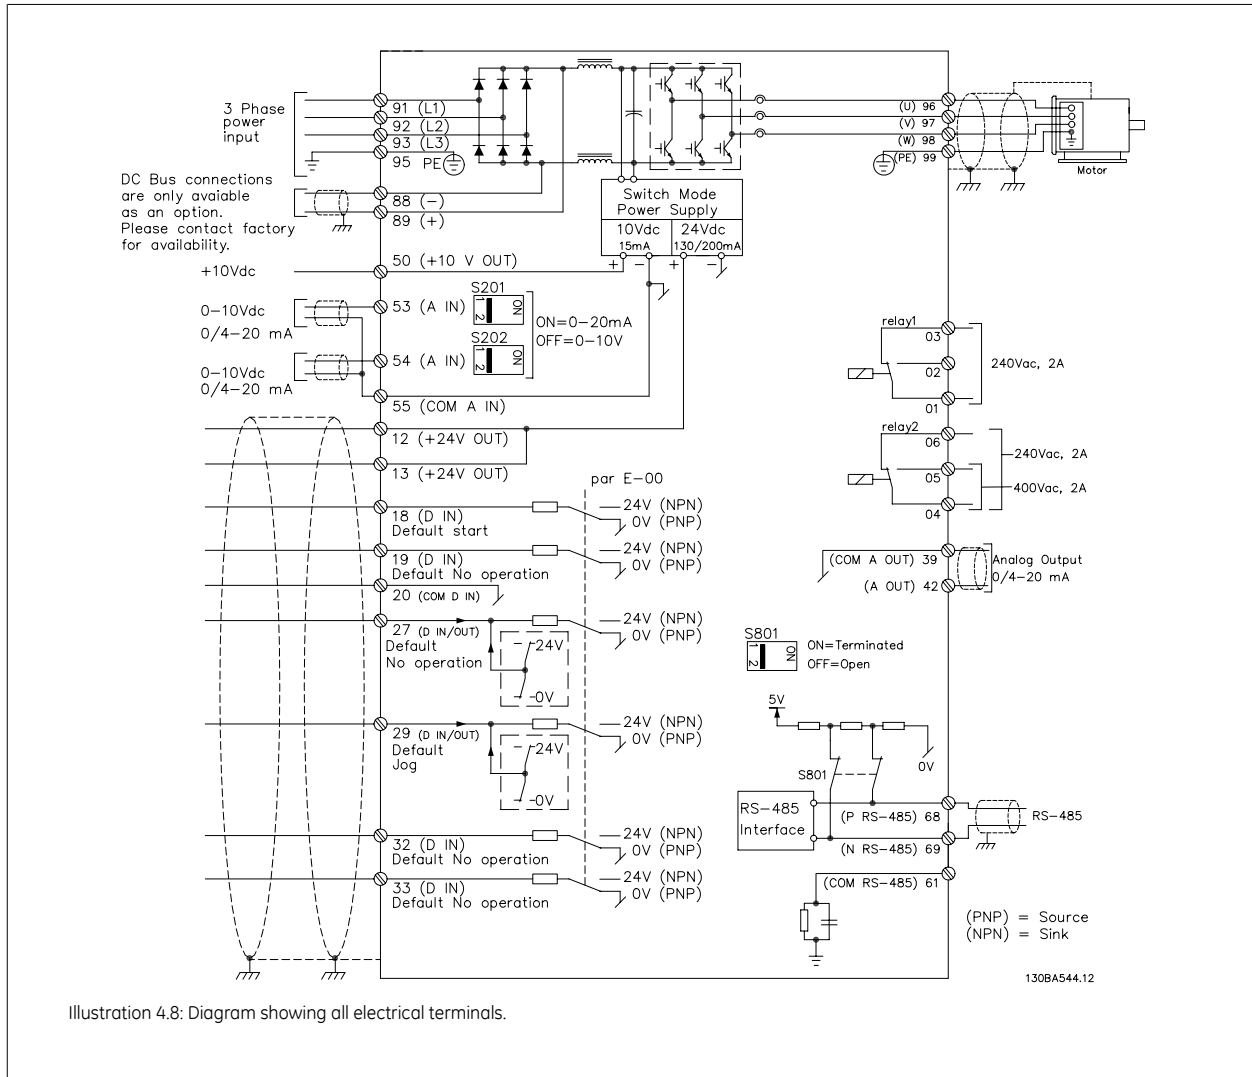 3 Phase
power
input
91 (L1)
92 (L2)
93 (L3)
95 PE
DC Bus connections
are only avaiable
as an option.
Please contact factory
for availability.
88 (−)
89 (+)
Switch Mode
Power Supply
10Vdc
15mA
24Vdc
130/200mA
+ − + −
(U) 96
(V) 97
(W) 98
(PE) 99
Motor
+10Vdc
50 (+10 V OUT)
0−10Vdc
0/4−20 mA
53 (A IN)
S201
1 2
ON
ON=0−20mA
OFF=0−10V
S202
1 2
ON
0−10Vdc
0/4−20 mA
54 (A IN)
55 (COM A IN)
12 (+24V OUT)
13 (+24V OUT)
par E−00
18 (D IN)
Default start
24V (NPN)
0V (PNP)
19 (D IN)
Default No operation
24V (NPN)
0V (PNP)
20 (COM D IN)
27 (D IN/OUT)
Default
No operation
24V
0V
24V (NPN)
0V (PNP)
29 (D IN/OUT)
Default
Jog
24V
0V
24V (NPN)
0V (PNP)
32 (D IN)
Default No operation
24V (NPN)
0V (PNP)
33 (D IN)
Default No operation
24V (NPN)
0V (PNP)
relay1
03
02
01
240Vac, 2A
relay2
06
05
04
240Vac, 2A
400Vac, 2A
(COM A OUT) 39
(A OUT) 42
Analog Output
0/4−20 mA
S801
1 2
ON
ON=Terminated
OFF=Open
5V
0V
S801
RS−485
Interface
(P RS−485) 68
(N RS−485) 69
RS−485
(COM RS−485) 61
(PNP) = Source
(NPN) = Sink
130BA544.12
Illustration 4.8: Diagram showing all electrical terminals.